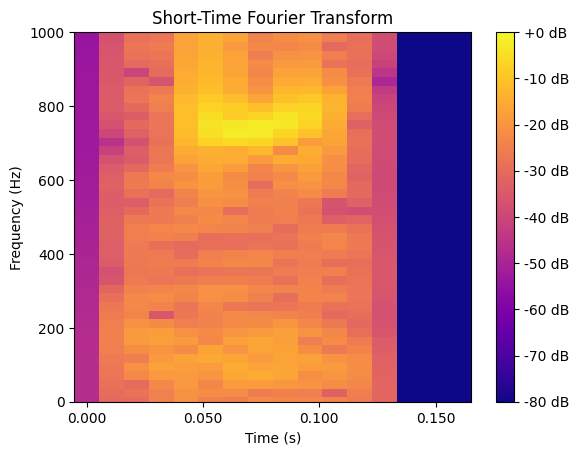 Short-Time Fourier Transform
Frequency (Hz)
1000
800
600
400
200
0
0.000
0.050
0.100
0.150
Time (s)
+0 dB
-10 dB
-20 dB
-30 dB
-40 dB
-50 dB
-60 dB
-70 dB
-80 dB